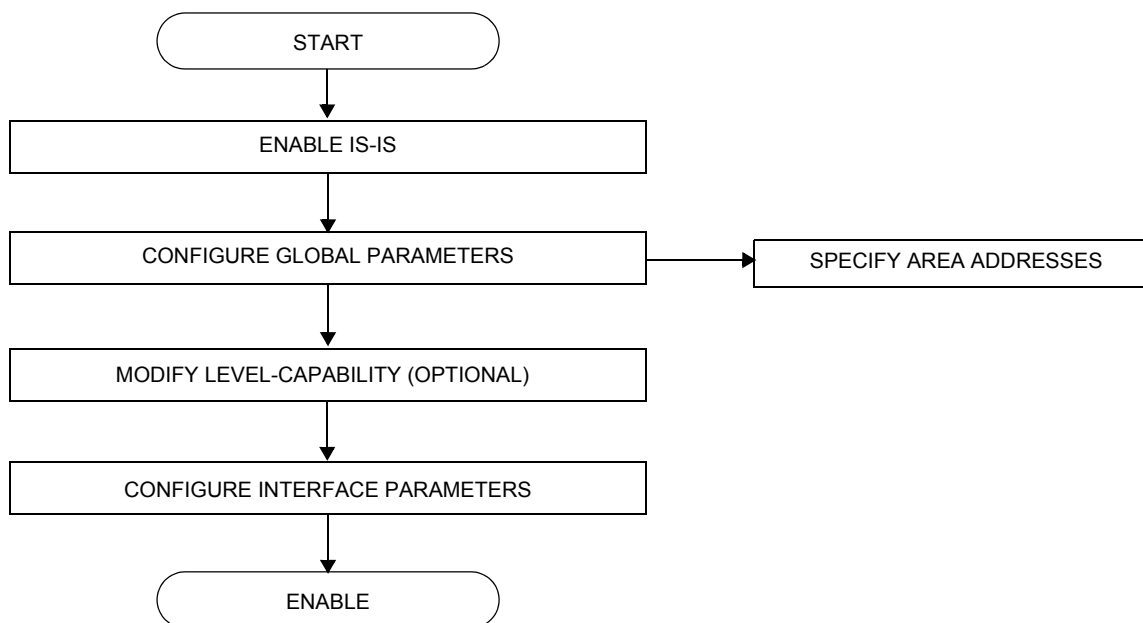 START
ENABLE IS-IS
CONFIGURE GLOBAL PARAMETERS
SPECIFY AREA ADDRESSES
MODIFY LEVEL-CAPABILITY (OPTIONAL)
CONFIGURE INTERFACE PARAMETERS
ENABLE